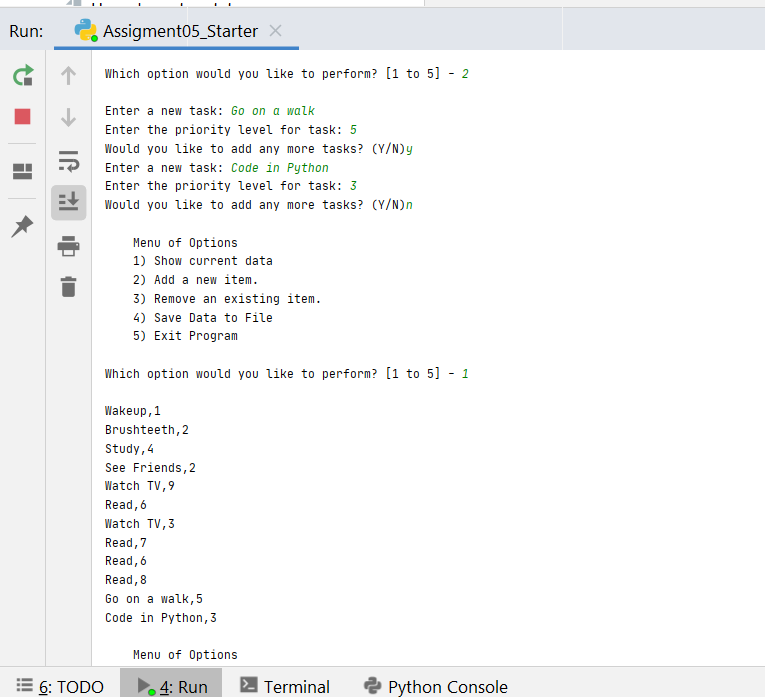 Run:
Assigment05_Starter
Which option would you like to perform? [1 to 5] - 2
Enter a new task: Go on a walk
Enter the priority level for task: 5
Would you like to add any more tasks? (Y/N)y
Enter a new task: Code in Python
Enter the priority level for task: 3
Would you like to add any more tasks? (Y/N)n
Menu of Options
1) Show current data
2) Add a new item.
3) Remove an existing item.
4) Save Data to File
5) Exit Program
Which option would you like to perform? [1 to 5] - 1
Wakeup,1
Brushteeth,2
Study,4
See Friends,2
Watch TV,9
Read,6
Watch TV,3
Read,7
Read,6
Read,8
Go on a walk,5
Code in Python,3
Menu of Options
6: TODO
4: Run
Terminal
Python Console